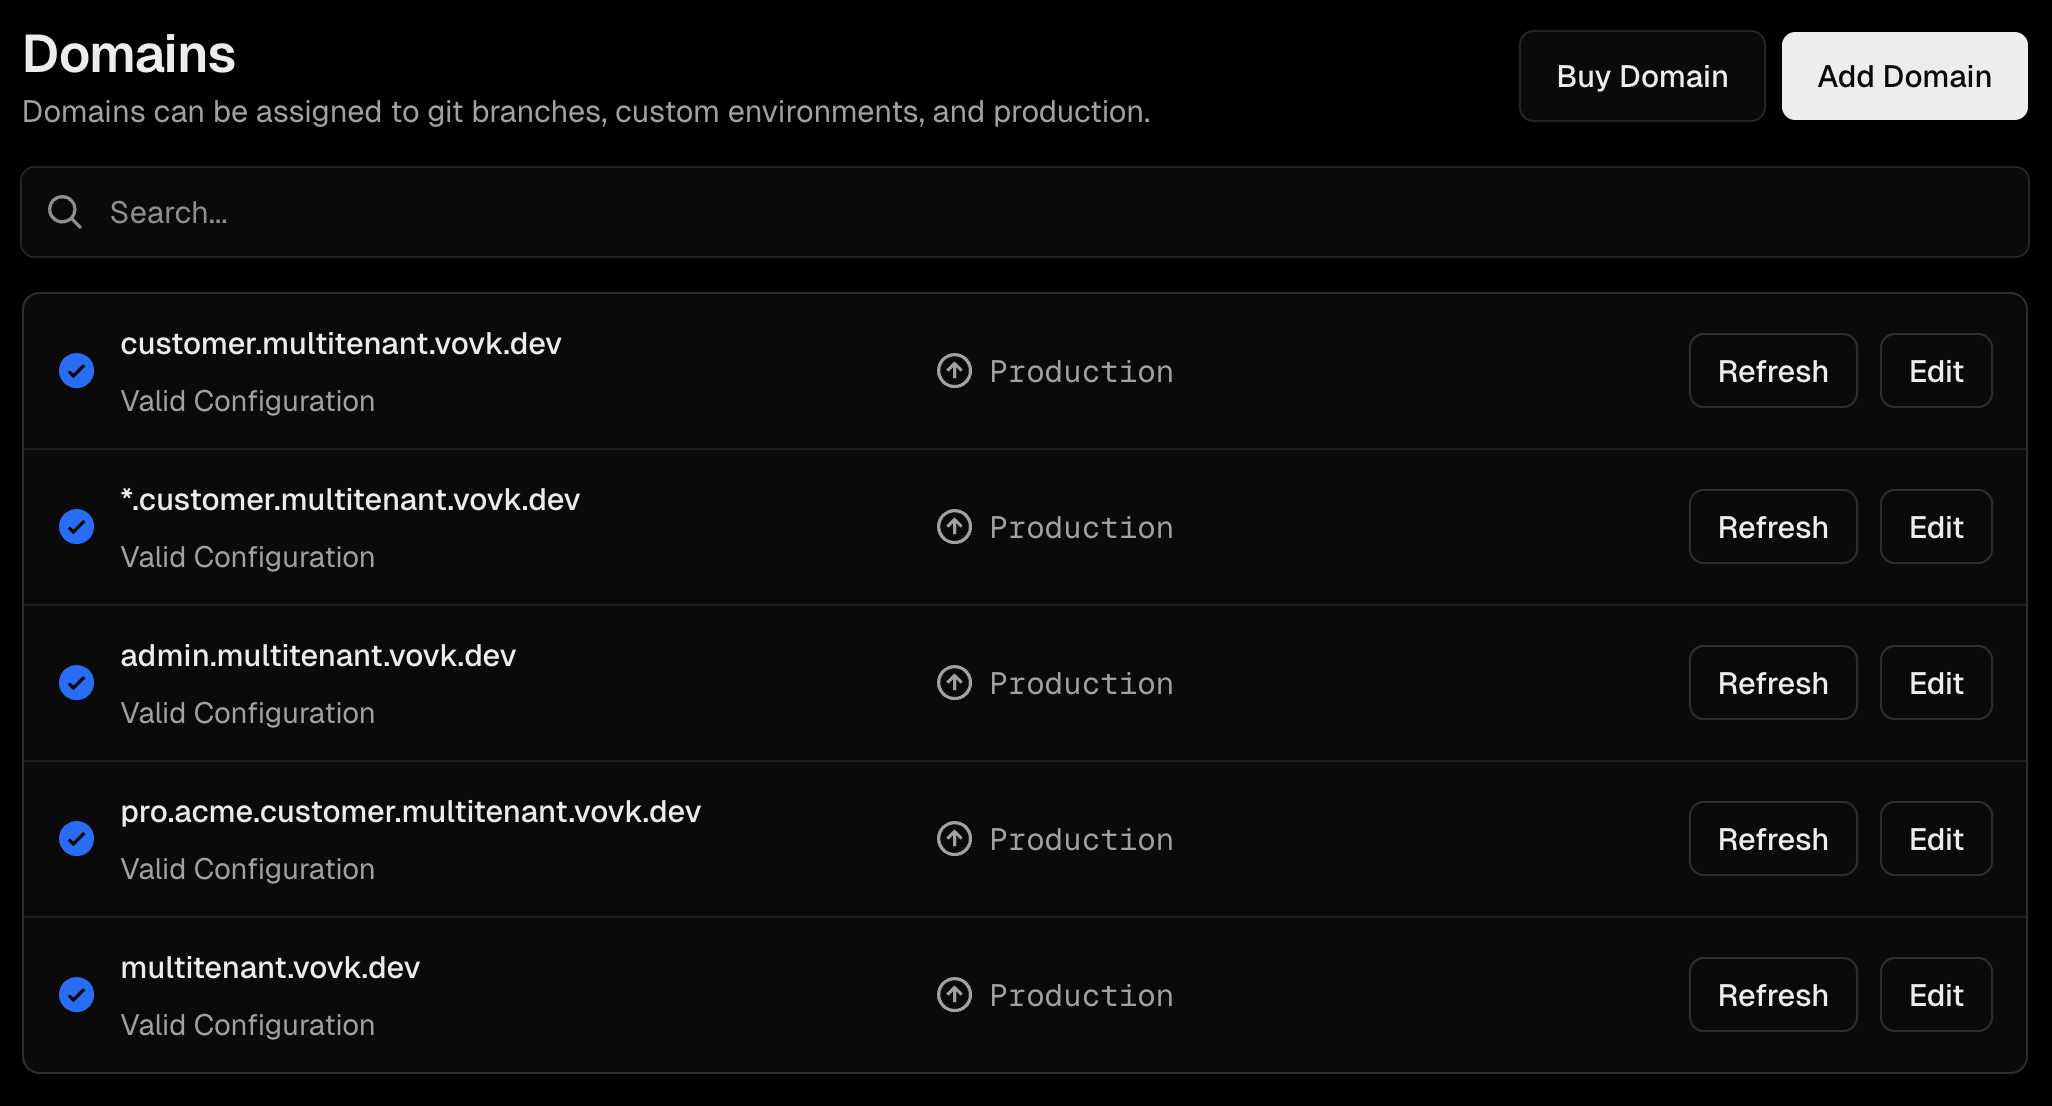 Domains
Domains can be assigned to git branches, custom environments, and production.
Buy Domain
Add Domain
Search...
customer.multitenant.vovk.dev
Valid Configuration
Production
Refresh
Edit
*.customer.multitenant.vovk.dev
Valid Configuration
Production
Refresh
Edit
admin.multitenant.vovk.dev
Valid Configuration
Production
Refresh
Edit
pro.acme.customer.multitenant.vovk.dev
Valid Configuration
Production
Refresh
Edit
multitenant.vovk.dev
Valid Configuration
Production
Refresh
Edit